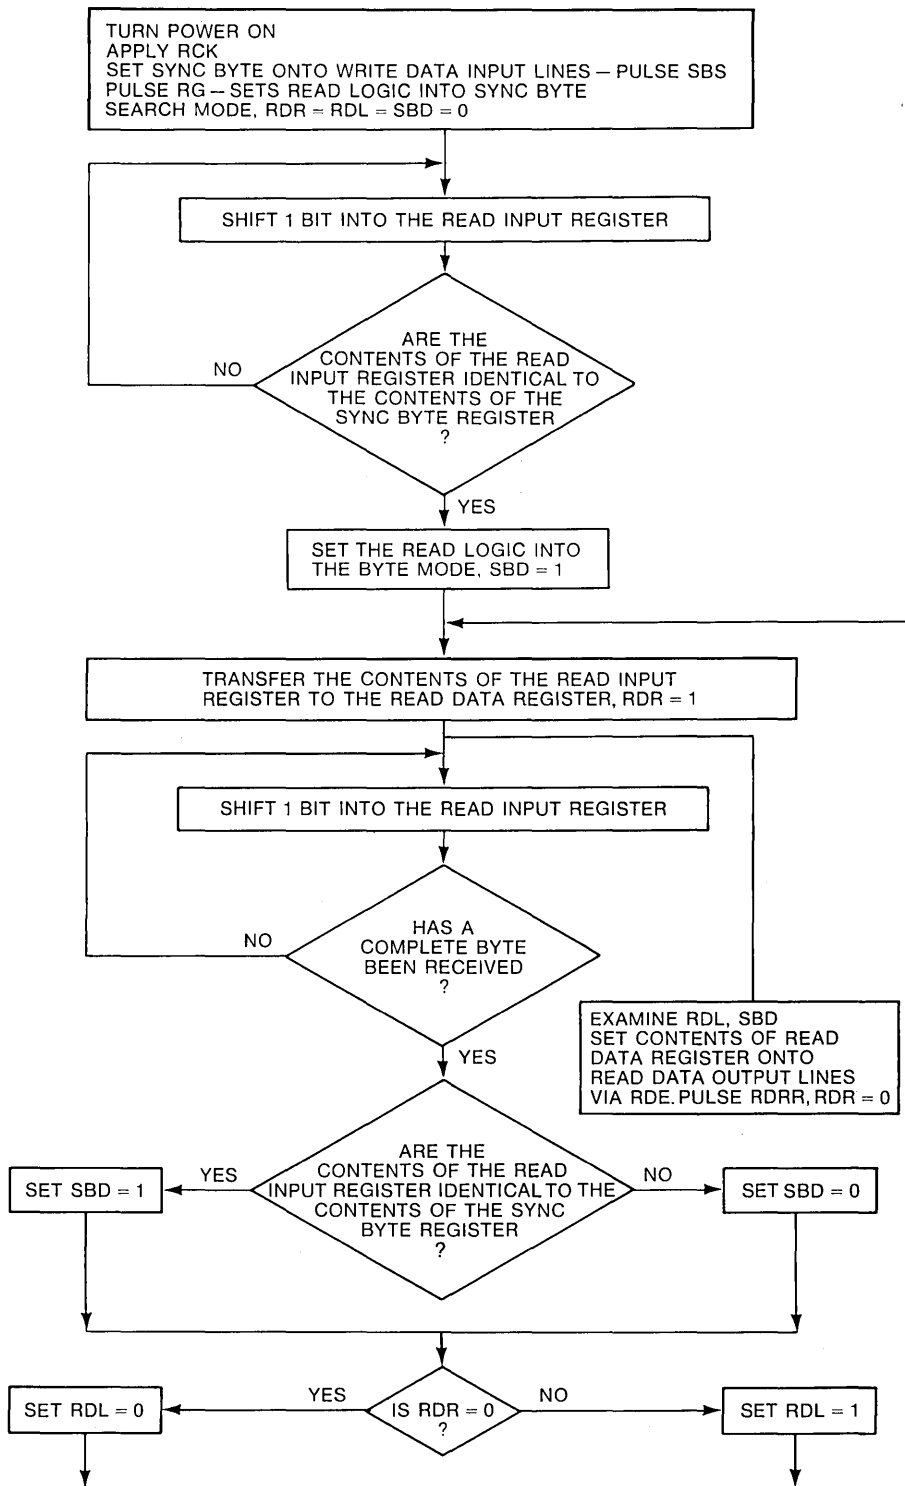 TURN POWER ON
APPLY RCK
SET SYNC BYTE ONTO WRITE DATA INPUT LINES – PULSE SBS
PULSE RG – SETS READ LOGIC INTO SYNC BYTE
SEARCH MODE, RDR = RDL = SBD = 0
SHIFT 1 BIT INTO THE READ INPUT REGISTER
ARE THE
CONTENTS OF THE READ
INPUT REGISTER IDENTICAL TO
THE CONTENTS OF THE
SYNC BYTE REGISTER
?
NO
YES
SET THE READ LOGIC INTO
THE BYTE MODE, SBD = 1
TRANSFER THE CONTENTS OF THE READ INPUT
REGISTER TO THE READ DATA REGISTER, RDR = 1
SHIFT 1 BIT INTO THE READ INPUT REGISTER
HAS A
COMPLETE BYTE
BEEN RECEIVED
?
NO
YES
EXAMINE RDL, SBD
SET CONTENTS OF READ
DATA REGISTER ONTO
READ DATA OUTPUT LINES
VIA RDE. PULSE RDRR, RDR = 0
ARE THE
CONTENTS OF THE READ
INPUT REGISTER IDENTICAL TO THE
CONTENTS OF THE SYNC
BYTE REGISTER
?
YES
NO
SET SBD = 1
SET SBD = 0
IS RDR = 0
?
YES
NO
SET RDL = 0
SET RDL = 1